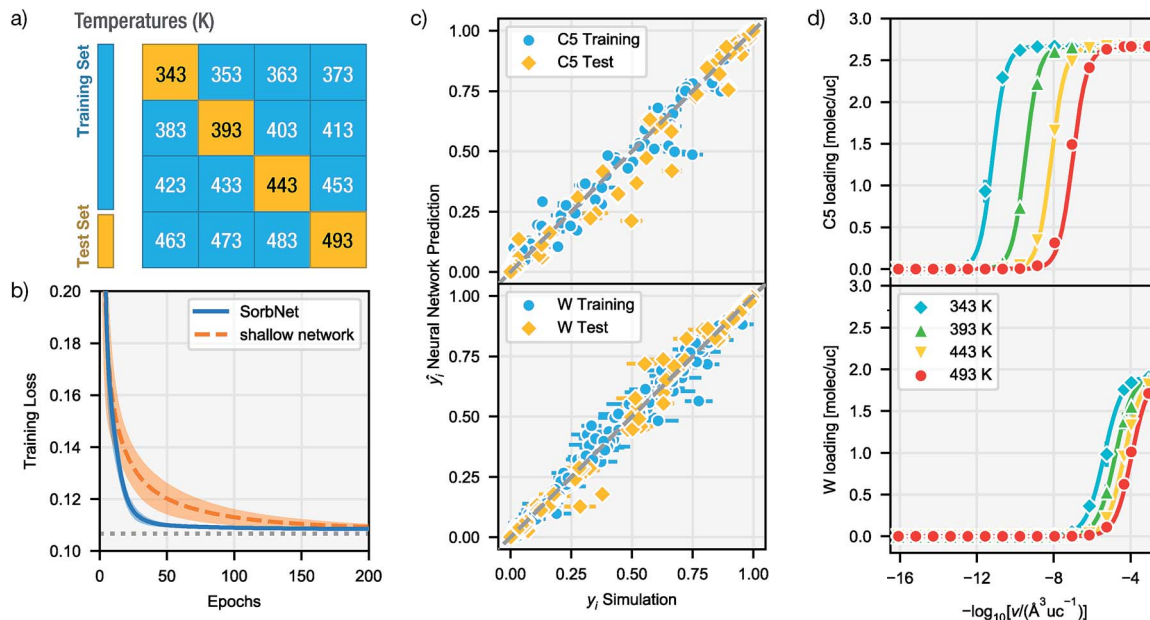 a)
Temperatures (K)
Training Set
Test Set
343 353 363 373
383 393 403 413
423 433 443 453
463 473 483 493
b)
0.20
0.18
0.16
0.14
0.12
0.10
Training Loss
SorbNet
shallow network
0 50 100 150 200
Epochs
c)
1.00
0.75
0.50
0.25
0.00
C5 Training
C5 Test
ŷᵢ Neural Network Prediction
1.00
0.75
0.50
0.25
0.00
W Training
W Test
0.00 0.25 0.50 0.75 1.00
yᵢ Simulation
d)
3.0
2.5
2.0
1.5
1.0
0.5
0.0
C5 loading [molec/uc]
3.0
2.5
2.0
1.5
1.0
0.5
0.0
W loading [molec/uc]
343 K
393 K
443 K
493 K
−16 −12 −8 −4
−log₁₀[v/(Å³uc⁻¹)]